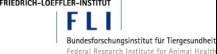 FRIEDRICH-LOEFFLER-INSTITUT
FLI
Bundesforschungsinstitut für Tiergesundheit
Federal Research Institute for Animal Health